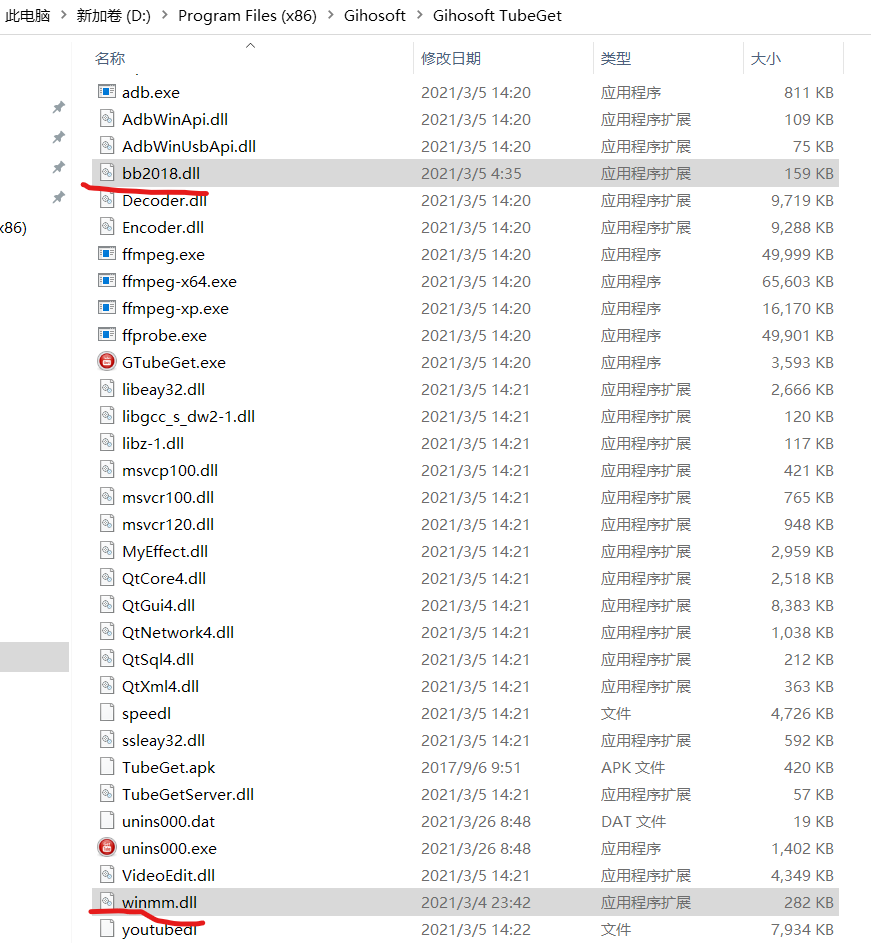 此电脑 > 新加卷 (D:) > Program Files (x86) > Gihosoft > Gihosoft TubeGet
名称 修改日期 类型 大小
adb.exe 2021/3/5 14:20 应用程序 811 KB
AdbWinApi.dll 2021/3/5 14:20 应用程序扩展 109 KB
AdbWinUsbApi.dll 2021/3/5 14:20 应用程序扩展 75 KB
bb2018.dll 2021/3/5 4:35 应用程序扩展 159 KB
Decoder.dll 2021/3/5 14:20 应用程序扩展 9,719 KB
x86)
Encoder.dll 2021/3/5 14:20 应用程序扩展 9,288 KB
ffmpeg.exe 2021/3/5 14:20 应用程序 49,999 KB
ffmpeg-x64.exe 2021/3/5 14:20 应用程序 65,603 KB
ffmpeg-xp.exe 2021/3/5 14:20 应用程序 16,170 KB
ffprobe.exe 2021/3/5 14:20 应用程序 49,901 KB
GTubeGet.exe 2021/3/5 14:20 应用程序 3,593 KB
libeay32.dll 2021/3/5 14:21 应用程序扩展 2,666 KB
libgcc_s_dw2-1.dll 2021/3/5 14:21 应用程序扩展 120 KB
libz-1.dll 2021/3/5 14:21 应用程序扩展 117 KB
msvcp100.dll 2021/3/5 14:21 应用程序扩展 421 KB
msvcr100.dll 2021/3/5 14:21 应用程序扩展 765 KB
msvcr120.dll 2021/3/5 14:21 应用程序扩展 948 KB
MyEffect.dll 2021/3/5 14:21 应用程序扩展 2,959 KB
QtCore4.dll 2021/3/5 14:21 应用程序扩展 2,518 KB
QtGui4.dll 2021/3/5 14:21 应用程序扩展 8,383 KB
QtNetwork4.dll 2021/3/5 14:21 应用程序扩展 1,038 KB
QtSql4.dll 2021/3/5 14:21 应用程序扩展 212 KB
QtXml4.dll 2021/3/5 14:21 应用程序扩展 363 KB
speedl 2021/3/5 14:21 文件 4,726 KB
ssleay32.dll 2021/3/5 14:21 应用程序扩展 592 KB
TubeGet.apk 2017/9/6 9:51 APK 文件 420 KB
TubeGetServer.dll 2021/3/5 14:21 应用程序扩展 57 KB
unins000.dat 2021/3/26 8:48 DAT 文件 19 KB
unins000.exe 2021/3/26 8:48 应用程序 1,402 KB
VideoEdit.dll 2021/3/5 14:21 应用程序扩展 4,349 KB
winmm.dll 2021/3/4 23:42 应用程序扩展 282 KB
youtubedl 2021/3/5 14:22 文件 7,934 KB